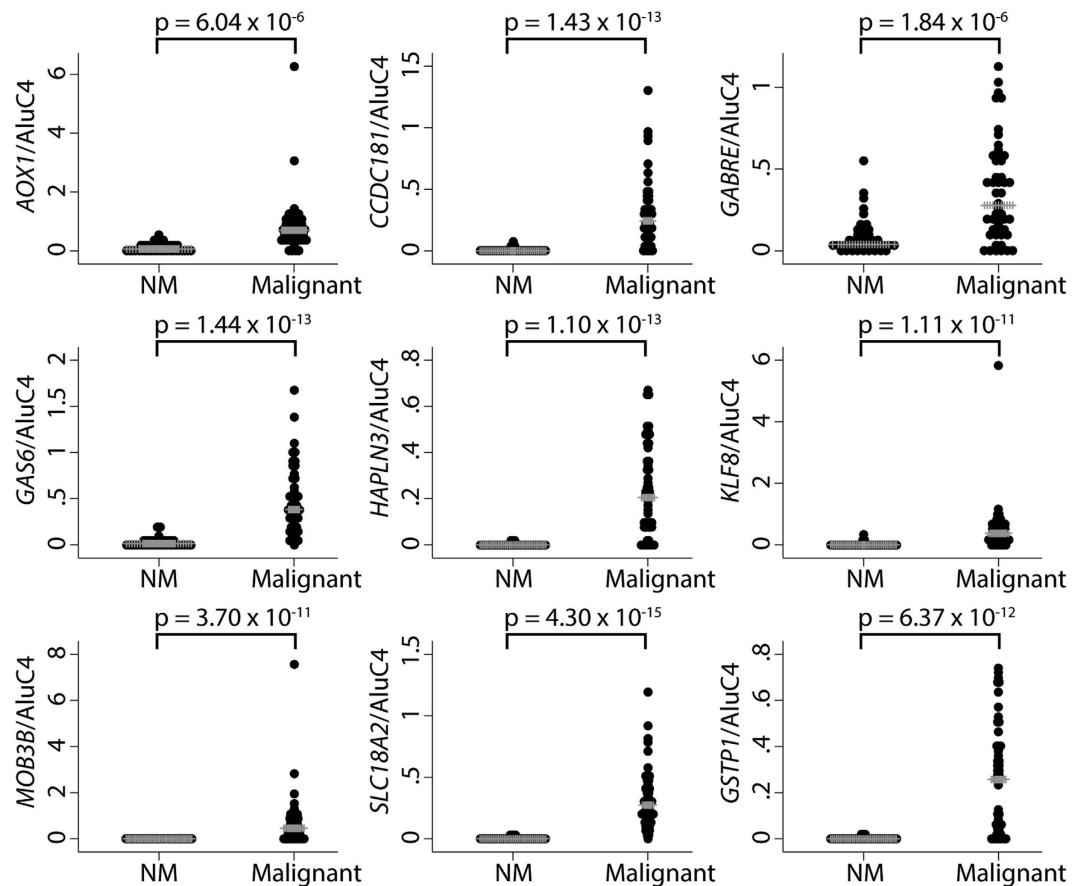 p = 6.04 x 10⁻⁶
AOX1/AluC4
6
4
2
0
NM Malignant
p = 1.43 x 10⁻¹³
CCDC181/AluC4
15
1
.5
0
NM Malignant
p = 1.84 x 10⁻⁶
GABRE/AluC4
1
.5
0
NM Malignant
p = 1.44 x 10⁻¹³
GAS6/AluC4
2
1.5
1
.5
0
NM Malignant
p = 1.10 x 10⁻¹³
HAPLN3/AluC4
.8
.6
.4
.2
0
NM Malignant
p = 1.11 x 10⁻¹¹
KLF8/AluC4
6
4
2
0
NM Malignant
p = 3.70 x 10⁻¹¹
MOB3B/AluC4
8
6
4
2
0
NM Malignant
p = 4.30 x 10⁻¹⁵
SLC18A2/AluC4
1.5
1
.5
0
NM Malignant
p = 6.37 x 10⁻¹²
GSTP1/AluC4
.8
.6
.4
.2
0
NM Malignant